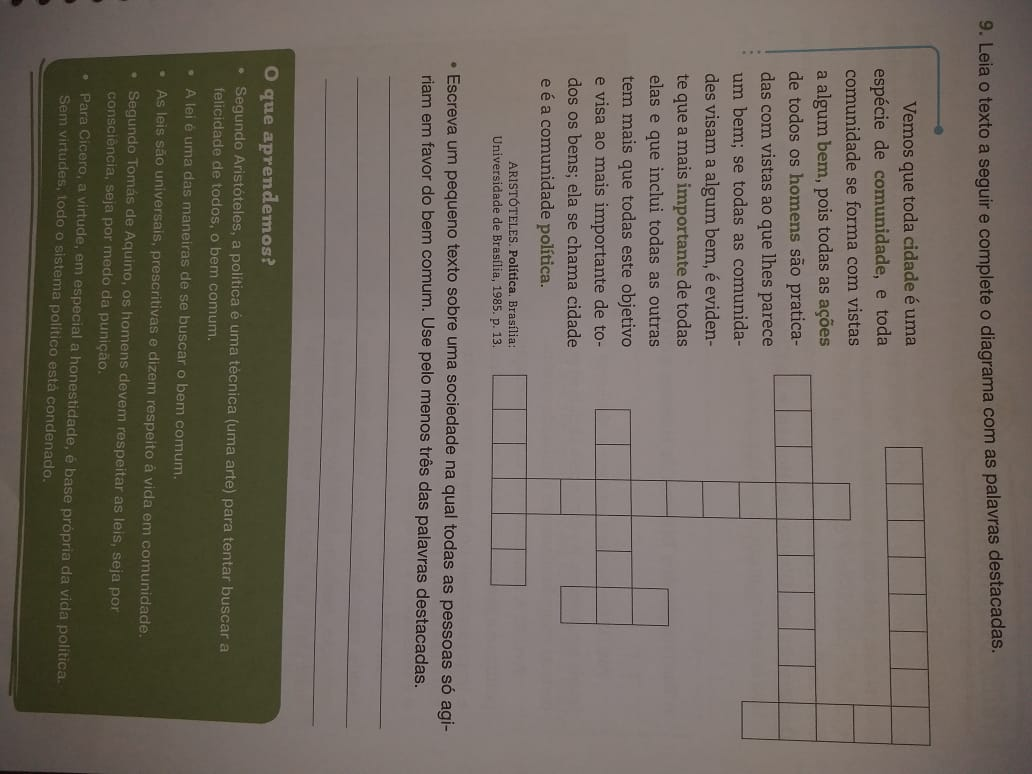 9. Leia o texto a seguir e complete o diagrama com as palavras destacadas.
Vemos que toda cidade é uma
espécie de comunidade, e toda
comunidade se forma com vistas
a algum bem, pois todas as ações
de todos os homens são pratica-
das com vistas ao que lhes parece
um bem; se todas as comunida-
des visam a algum bem, é eviden-
te que a mais importante de todas
elas e que inclui todas as outras
tem mais que todas este objetivo
e visa ao mais importante de to-
dos os bens; ela se chama cidade
e é a comunidade política.
ARISTÓTELES. Política. Brasília:
Universidade de Brasília, 1985. p. 13.
• Escreva um pequeno texto sobre uma sociedade na qual todas as pessoas só agi-
riam em favor do bem comum. Use pelo menos três das palavras destacadas.
O que aprendemos?
• Segundo Aristóteles, a política é uma técnica (uma arte) para tentar buscar a
felicidade de todos, o bem comum.
• A lei é uma das maneiras de se buscar o bem comum.
• As leis são universais, prescritivas e dizem respeito à vida em comunidade.
• Segundo Tomás de Aquino, os homens devem respeitar as leis, seja por
consciência, seja por medo da punição.
• Para Cícero, a virtude, em especial a honestidade, é base própria da vida política.
Sem virtudes, todo o sistema político está condenado.